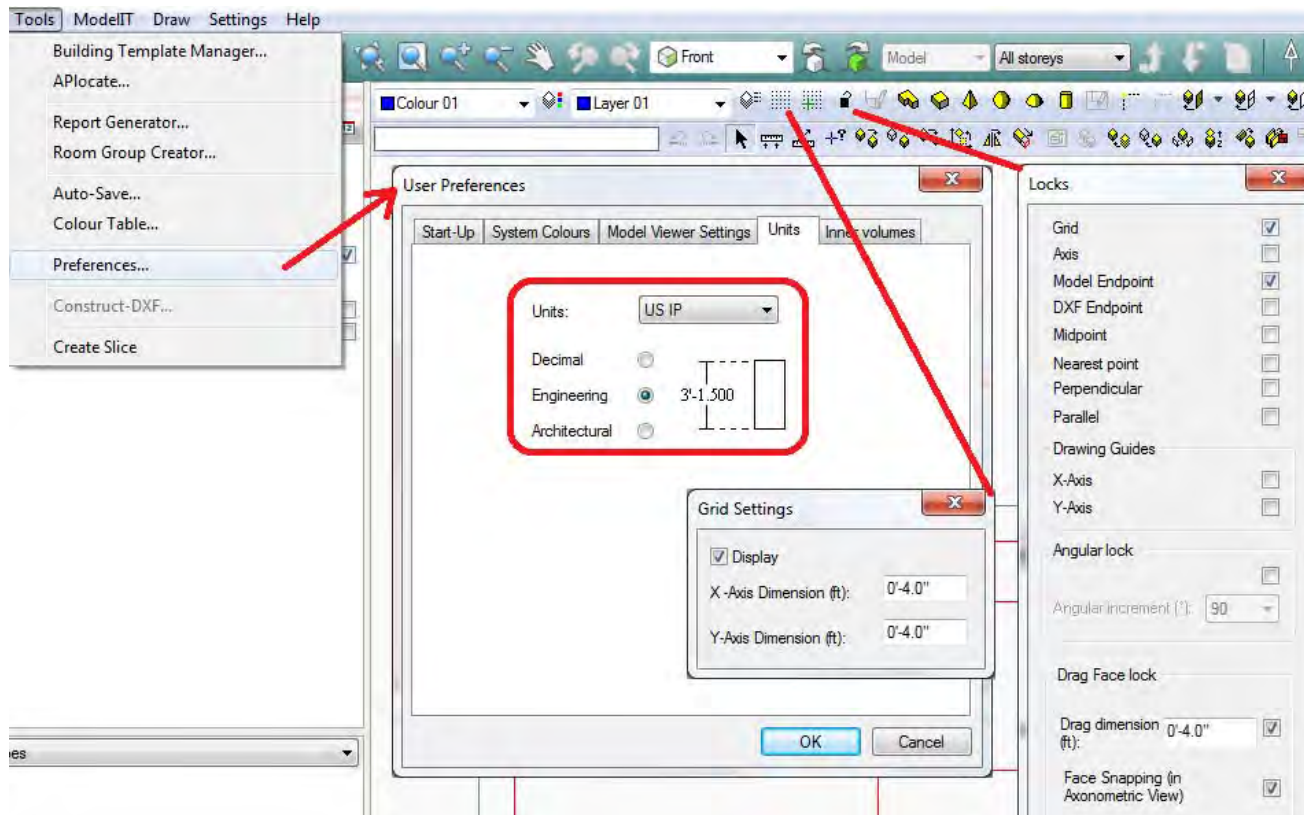 Tools ModelIT Draw Settings Help
Building Template Manager...
APlocate...
Report Generator...
Room Group Creator...
Auto-Save...
Colour Table...
Preferences...
Construct-DXF...
Create Slice
Front
Model
All storeys
Colour 01
Layer 01
User Preferences
Start-Up System Colours Model Viewer Settings Units Inner volumes
Units: US IP
Decimal
Engineering 3'-1.500
Architectural
Grid Settings
Display
X-Axis Dimension (ft): 0'-4.0"
Y-Axis Dimension (ft): 0'-4.0"
OK Cancel
Locks
Grid
Axis
Model Endpoint
DXF Endpoint
Midpoint
Nearest point
Perpendicular
Parallel
Drawing Guides
X-Axis
Y-Axis
Angular lock
Angular increment (°): 90
Drag Face lock
Drag dimension 0'-4.0"
(ft):
Face Snapping (in
Axonometric View)